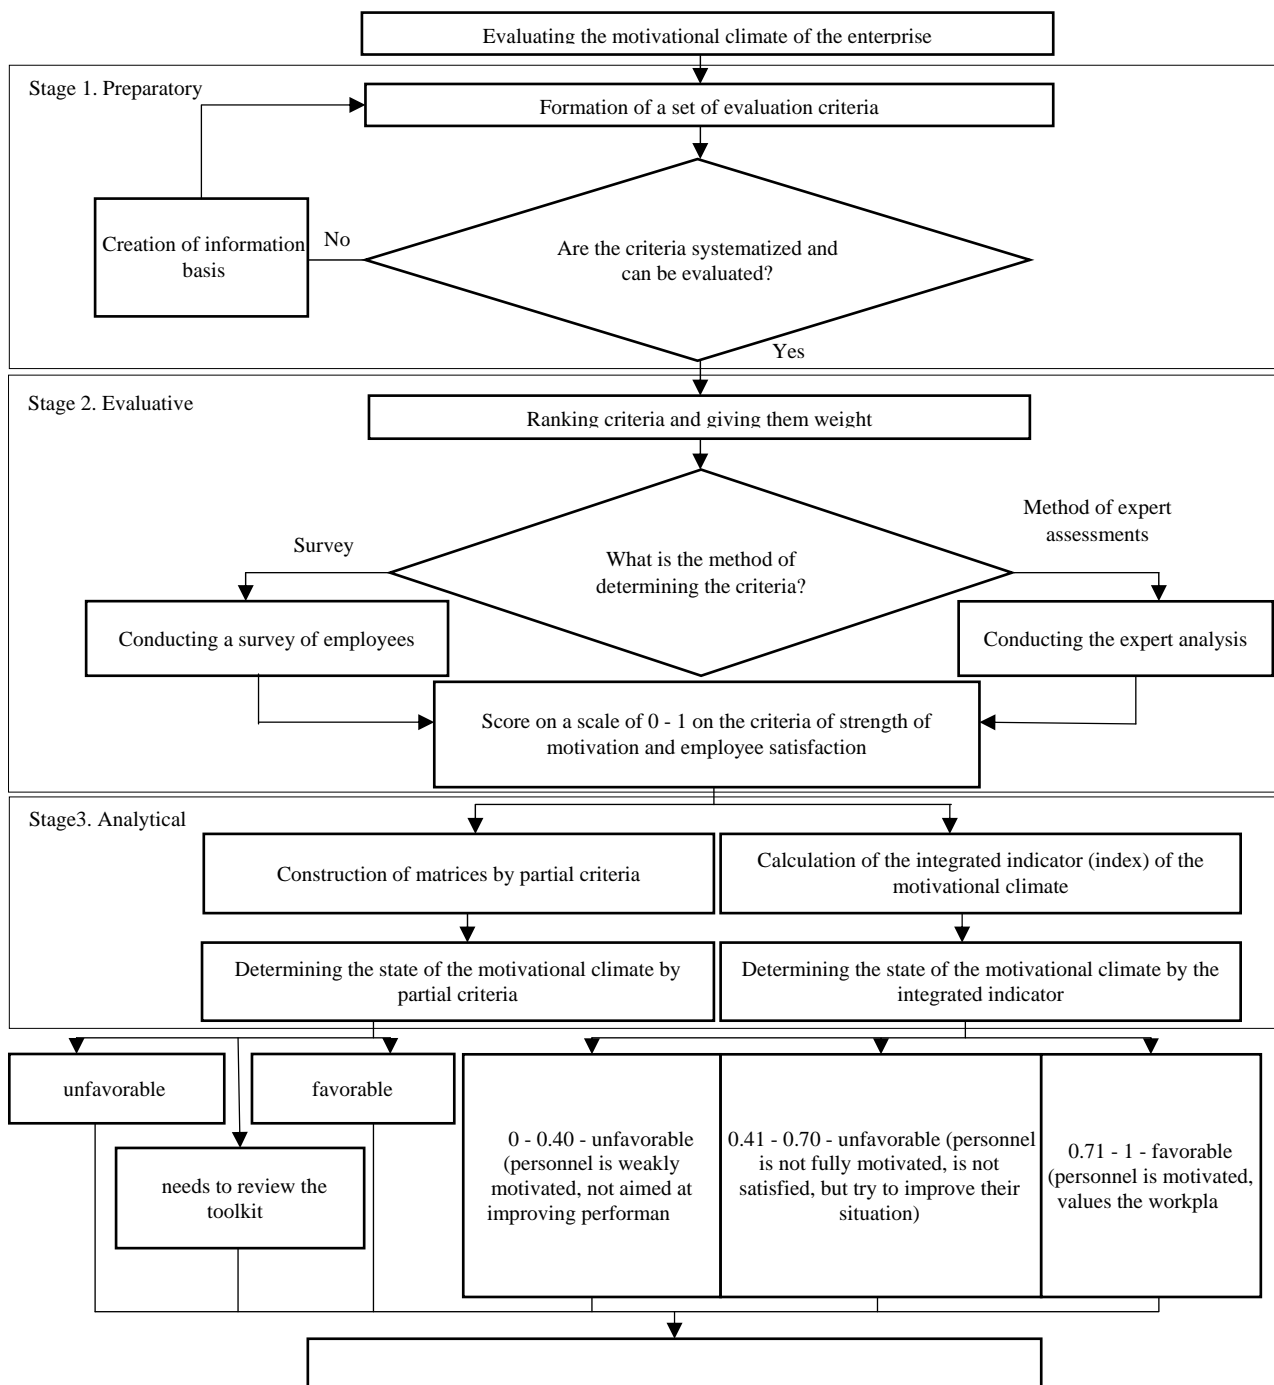 Evaluating the motivational climate of the enterprise
Stage 1. Preparatory
Formation of a set of evaluation criteria
Creation of information
basis
No
Are the criteria systematized and
can be evaluated?
Yes
Stage 2. Evaluative
Ranking criteria and giving them weight
Survey
What is the method of
determining the criteria?
Method of expert
assessments
Conducting a survey of employees
Conducting the expert analysis
Score on a scale of 0 - 1 on the criteria of strength of
motivation and employee satisfaction
Stage3. Analytical
Construction of matrices by partial criteria
Calculation of the integrated indicator (index) of the
motivational climate
Determining the state of the motivational climate by
partial criteria
Determining the state of the motivational climate by the
integrated indicator
unfavorable
favorable
needs to review the
toolkit
0 - 0.40 - unfavorable
(personnel is weakly
motivated, not aimed at
improving performan
0.41 - 0.70 - unfavorable (personnel
is not fully motivated, is not
satisfied, but try to improve their
situation)
0.71 - 1 - favorable
(personnel is motivated,
values the workpla